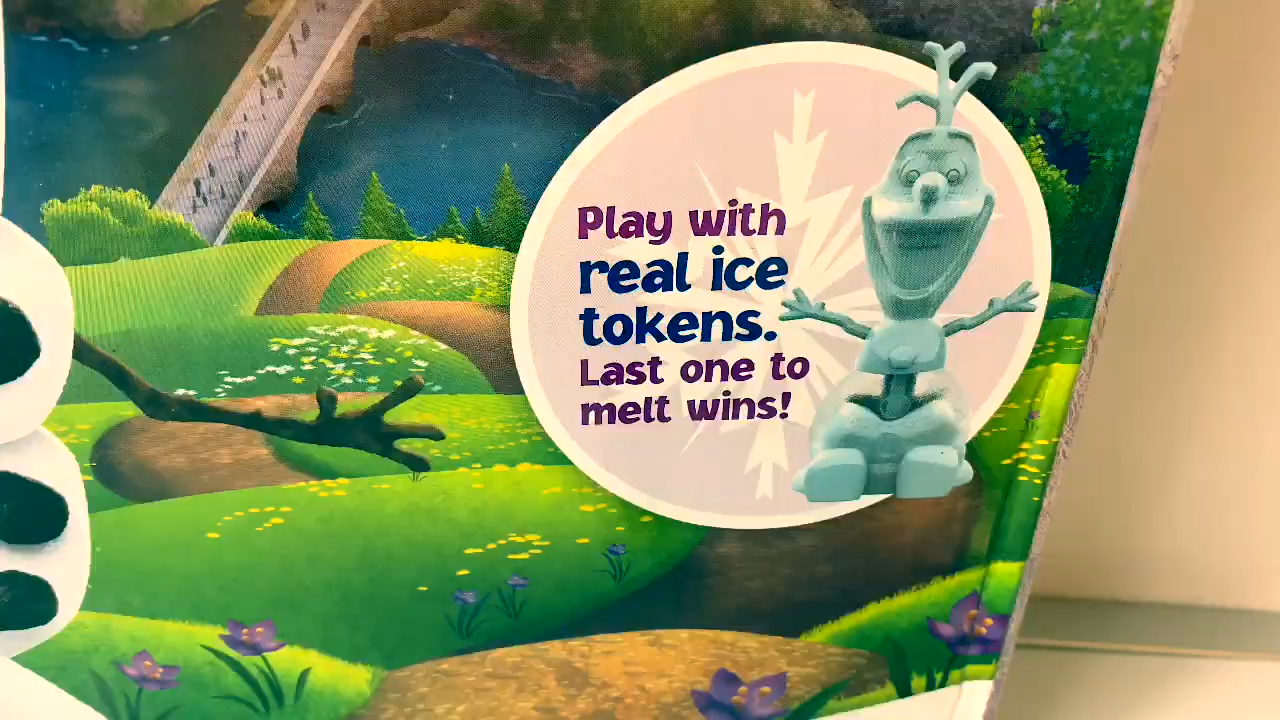 Play with
real ice
tokens.
Last one to
melt wins!